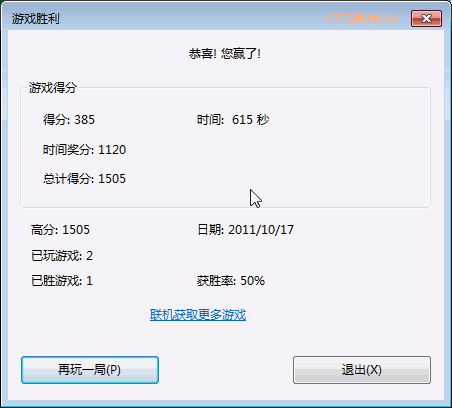 游戏胜利
恭喜! 您赢了!
游戏得分
得分: 385 时间: 615 秒
时间奖分: 1120
总计得分: 1505
高分: 1505 日期: 2011/10/17
已玩游戏: 2
已胜游戏: 1 获胜率: 50%
联机获取更多游戏
再玩一局(P) 退出(X)